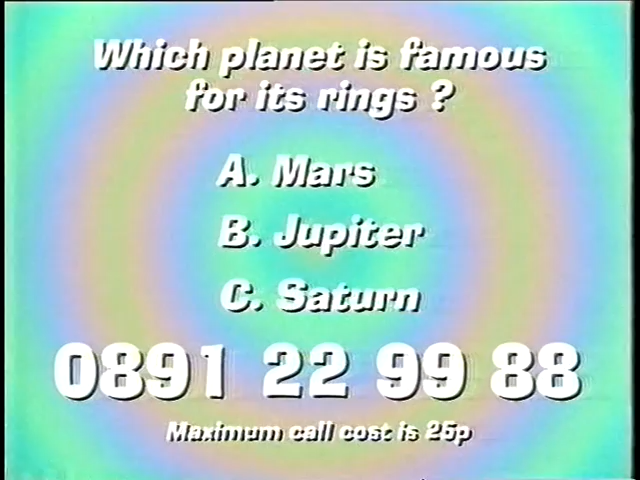 Which planet is famous
for its rings ?
A. Mars
B. Jupiter
C. Saturn
0891 22 99 88
Maximum call cost is 25p